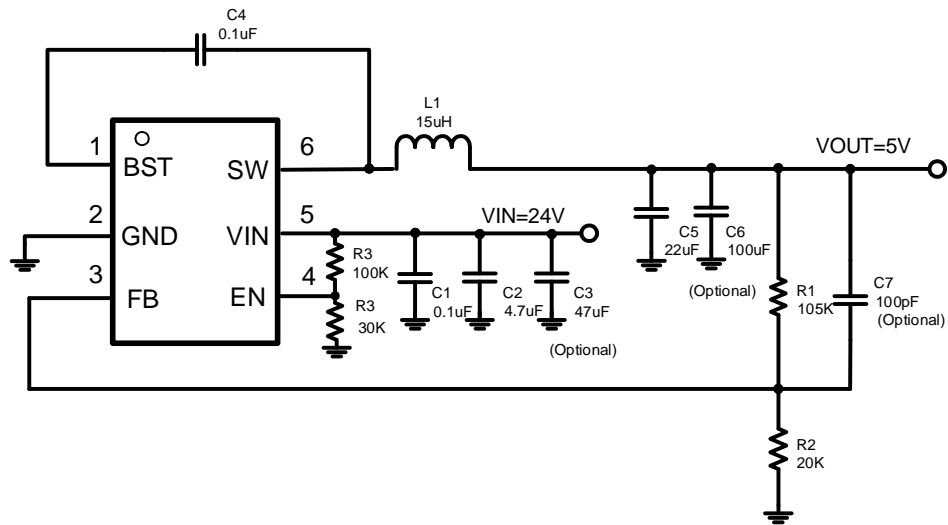 C4
0.1uF
L1
15uH
1
BST
6
SW
VOUT=5V
2
GND
5
VIN
VIN=24V
3
FB
4
EN
R3
100K
R3
30K
C1
0.1uF
C2
4.7uF
C3
47uF
(Optional)
C5
22uF
C6
100uF
(Optional)
R1
105K
C7
100pF
(Optional)
R2
20K